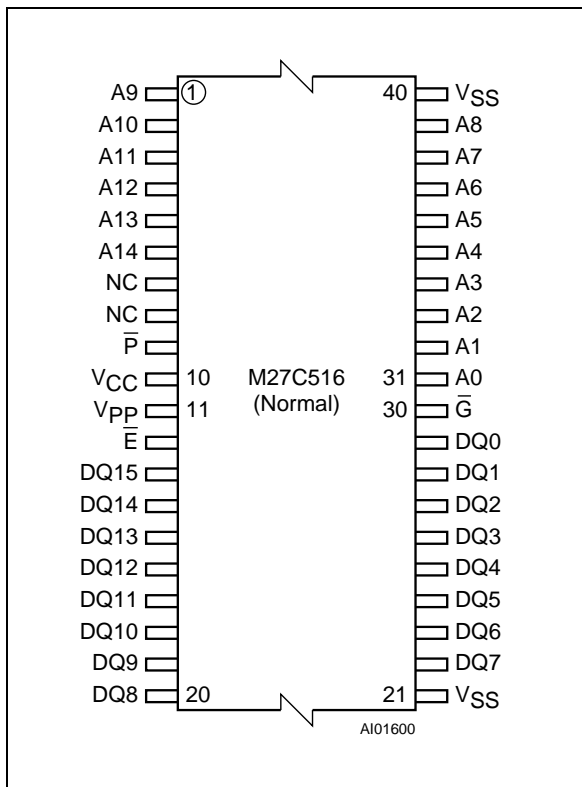 A9 1 40 VSS
A10 A8
A11 A7
A12 A6
A13 A5
A14 A4
NC A3
NC A2
P̅ A1
VCC 10 M27C516 31 A0
VPP 11 (Normal) 30 G̅
E̅ DQ0
DQ15 DQ1
DQ14 DQ2
DQ13 DQ3
DQ12 DQ4
DQ11 DQ5
DQ10 DQ6
DQ9 DQ7
DQ8 20 21 VSS
AI01600